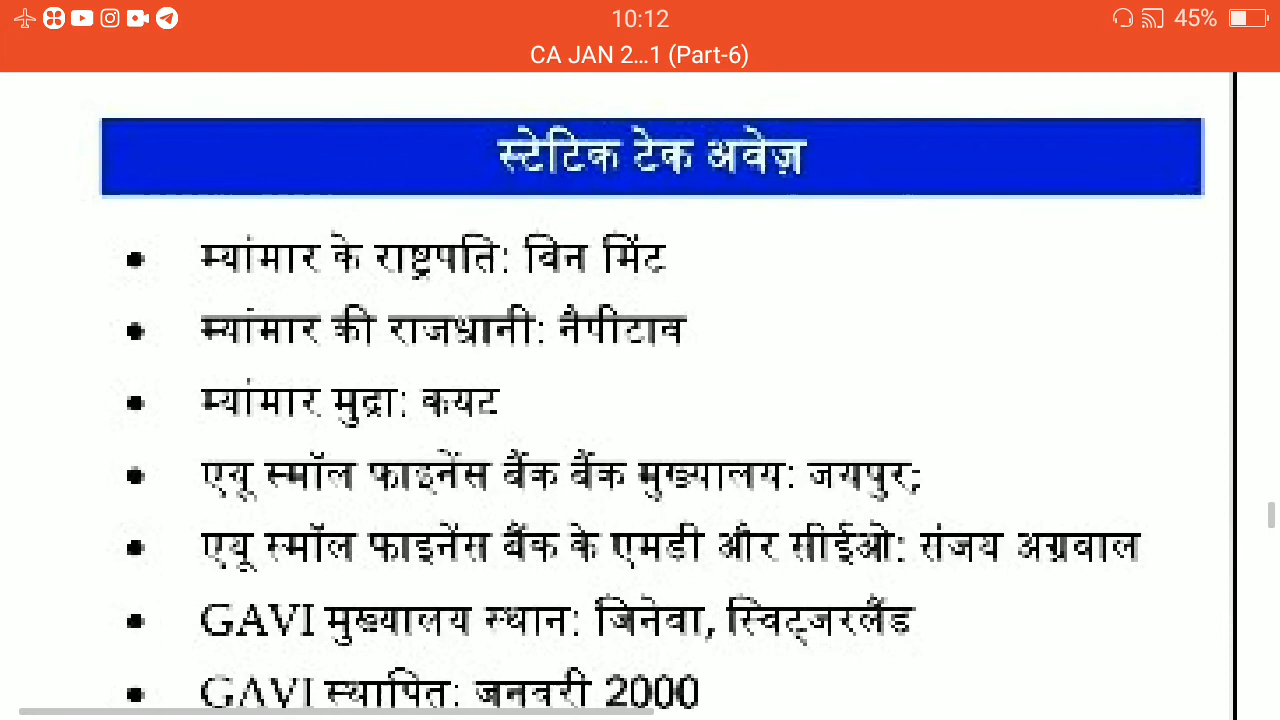 10:12
45%
CA JAN 2...1 (Part-6)
स्टेटिक टेक अवेज़
• म्यांमार के राष्ट्रपति: विन मिंट
• म्यांमार की राजधानी: नैपीटाव
• म्यांमार मुद्रा: कयट
• एयू स्मॉल फाइनेंस बैंक बैंक मुख्यालय: जयपुर;
• एयू स्मॉल फाइनेंस बैंक के एमडी और सीईओ: संजय अग्रवाल
• GAVI मुख्यालय स्थान: जिनेवा, स्विट्जरलैंड
• GAVI स्थापित: जनवरी 2000